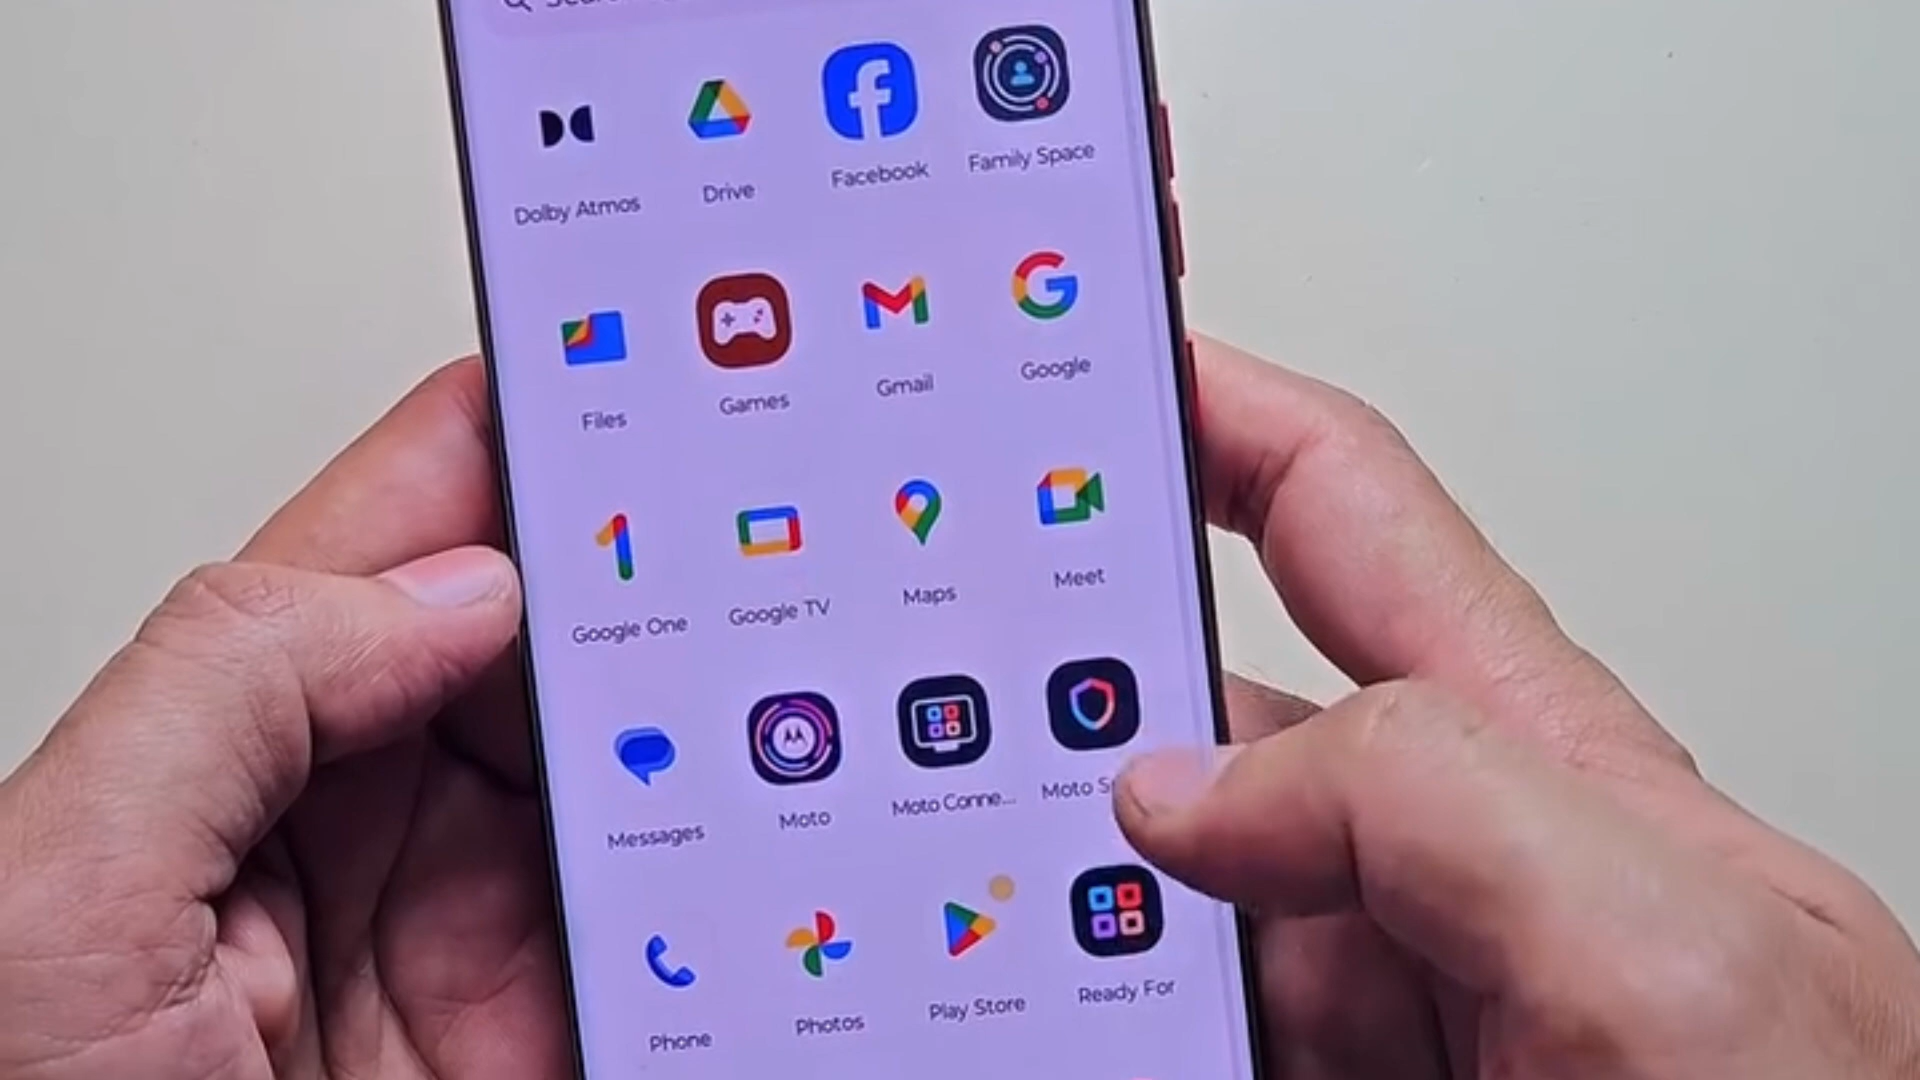 Dolby Atmos
Drive
Facebook
Family Space
Files
Games
Gmail
Google
Google One
Google TV
Maps
Meet
Messages
Moto
Moto Conne...
Moto
Phone
Photos
Play Store
Ready For